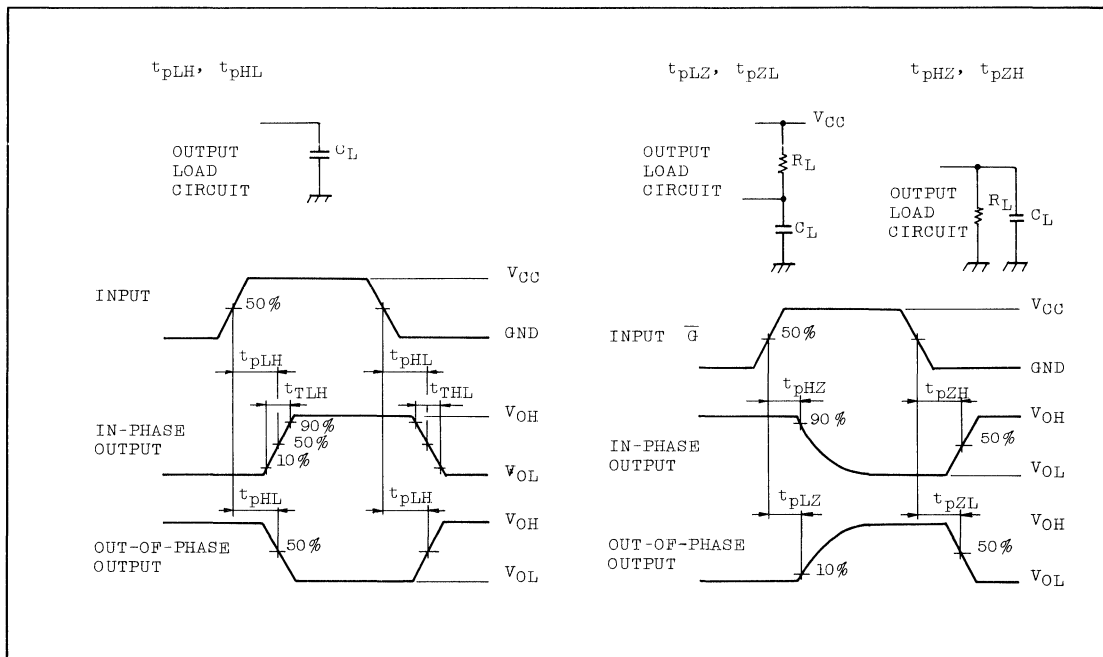 tpLH, tpHL
OUTPUT
LOAD
CIRCUIT
CL
INPUT
50%
VCC
GND
tpLH
tpHL
tTLH
tTHL
IN-PHASE
OUTPUT
90%
50%
10%
VOH
VOL
tpHL
tpLH
OUT-OF-PHASE
OUTPUT
50%
VOH
VOL
tpLZ, tpZL
VCC
OUTPUT
LOAD
CIRCUIT
RL
CL
tpHZ, tpZH
OUTPUT
LOAD
CIRCUIT
RL
CL
INPUT G̅
50%
VCC
GND
tpHZ
tpZH
IN-PHASE
OUTPUT
90%
50%
VOH
VOL
tpLZ
tpZL
OUT-OF-PHASE
OUTPUT
10%
50%
VOH
VOL